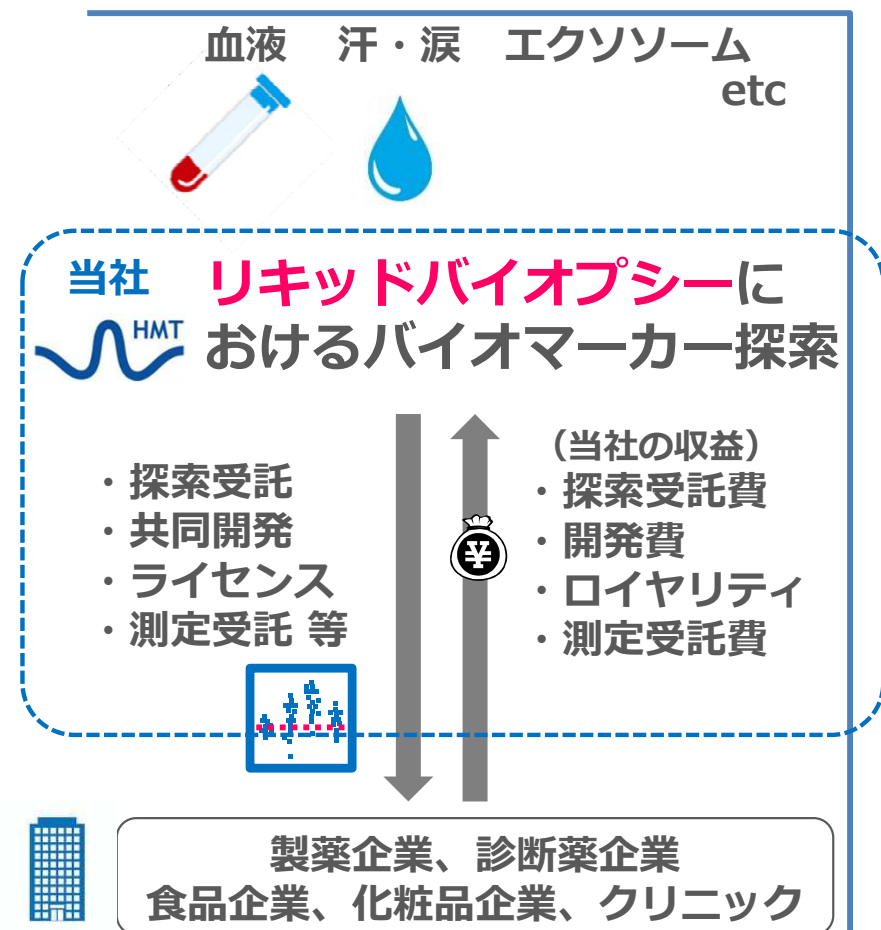 血液 汗・涙 エクソソーム
etc
当社
HMT
リキッドバイオプシーに
おけるバイオマーカー探索
・探索受託
・共同開発
・ライセンス
・測定受託 等
¥
（当社の収益）
・探索受託費
・開発費
・ロイヤリティ
・測定受託費
製薬企業、診断薬企業
食品企業、化粧品企業、クリニック